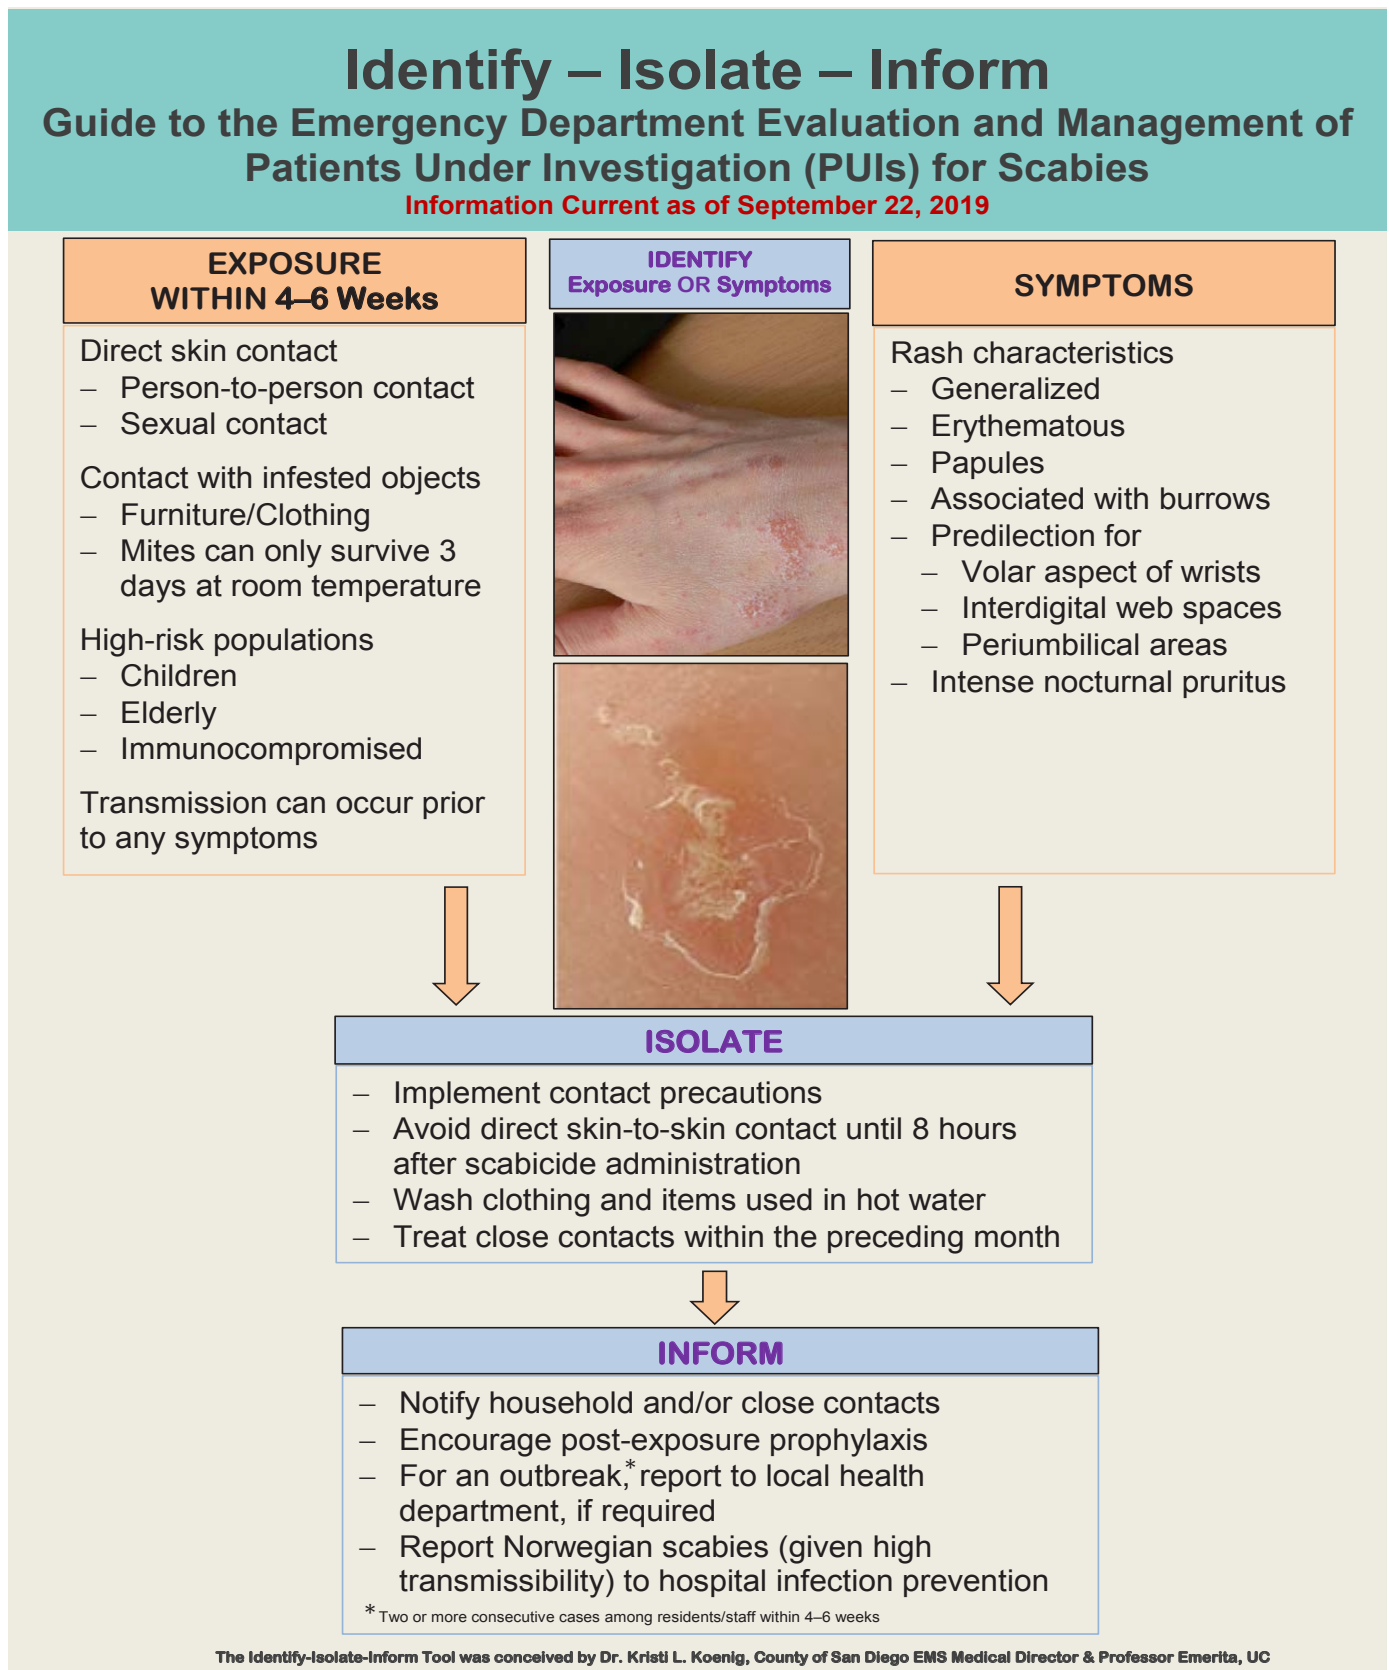 Identify – Isolate – Inform
Guide to the Emergency Department Evaluation and Management of
Patients Under Investigation (PUIs) for Scabies
Information Current as of September 22, 2019
EXPOSURE
WITHIN 4–6 Weeks
Direct skin contact
– Person-to-person contact
– Sexual contact
Contact with infested objects
– Furniture/Clothing
– Mites can only survive 3
days at room temperature
High-risk populations
– Children
– Elderly
– Immunocompromised
Transmission can occur prior
to any symptoms
IDENTIFY
Exposure OR Symptoms
SYMPTOMS
Rash characteristics
– Generalized
– Erythematous
– Papules
– Associated with burrows
– Predilection for
– Volar aspect of wrists
– Interdigital web spaces
– Periumbilical areas
– Intense nocturnal pruritus
ISOLATE
– Implement contact precautions
– Avoid direct skin-to-skin contact until 8 hours
after scabicide administration
– Wash clothing and items used in hot water
– Treat close contacts within the preceding month
INFORM
– Notify household and/or close contacts
– Encourage post-exposure prophylaxis
– For an outbreak,* report to local health
department, if required
– Report Norwegian scabies (given high
transmissibility) to hospital infection prevention
* Two or more consecutive cases among residents/staff within 4–6 weeks
The Identify-Isolate-Inform Tool was conceived by Dr. Kristi L. Koenig, County of San Diego EMS Medical Director & Professor Emerita, UC